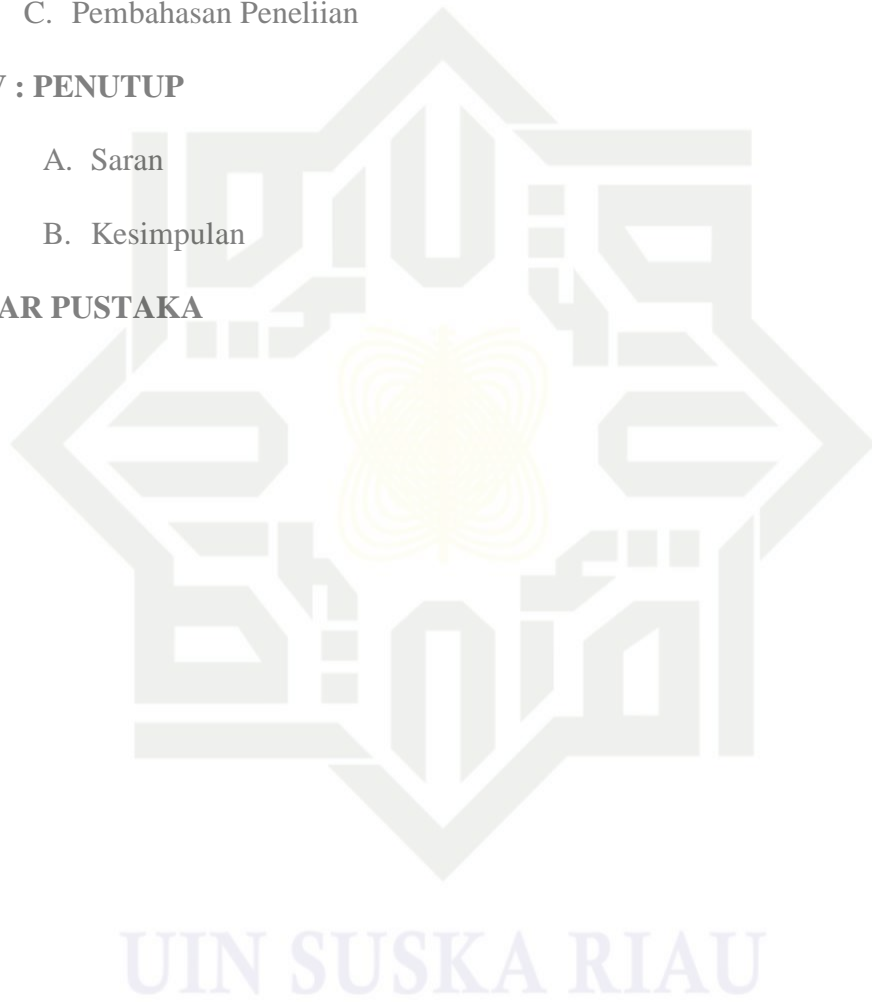 C. Pembahasan Peneliian
V : PENUTUP
A. Saran
B. Kesimpulan
AR PUSTAKA
UIN SUSKA RIAU